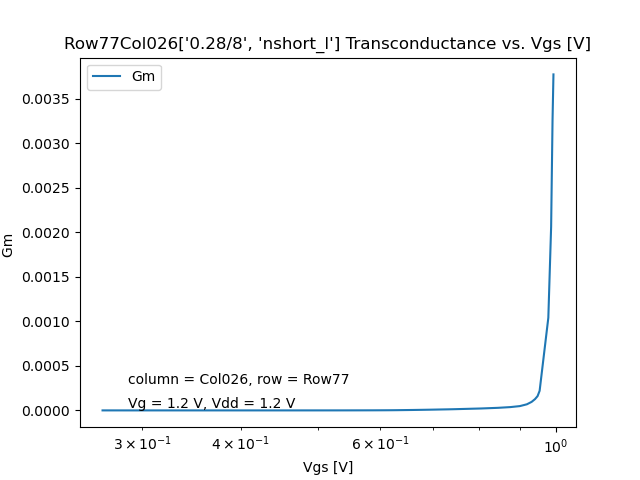 Row77Col026['0.28/8', 'nshort_l'] Transconductance vs. Vgs [V]
Gm
0.0035
0.0030
0.0025
0.0020
0.0015
0.0010
0.0005
0.0000
Gm
column = Col026, row = Row77
Vg = 1.2 V, Vdd = 1.2 V
3 × 10⁻¹ 4 × 10⁻¹ 6 × 10⁻¹ 10⁰
Vgs [V]